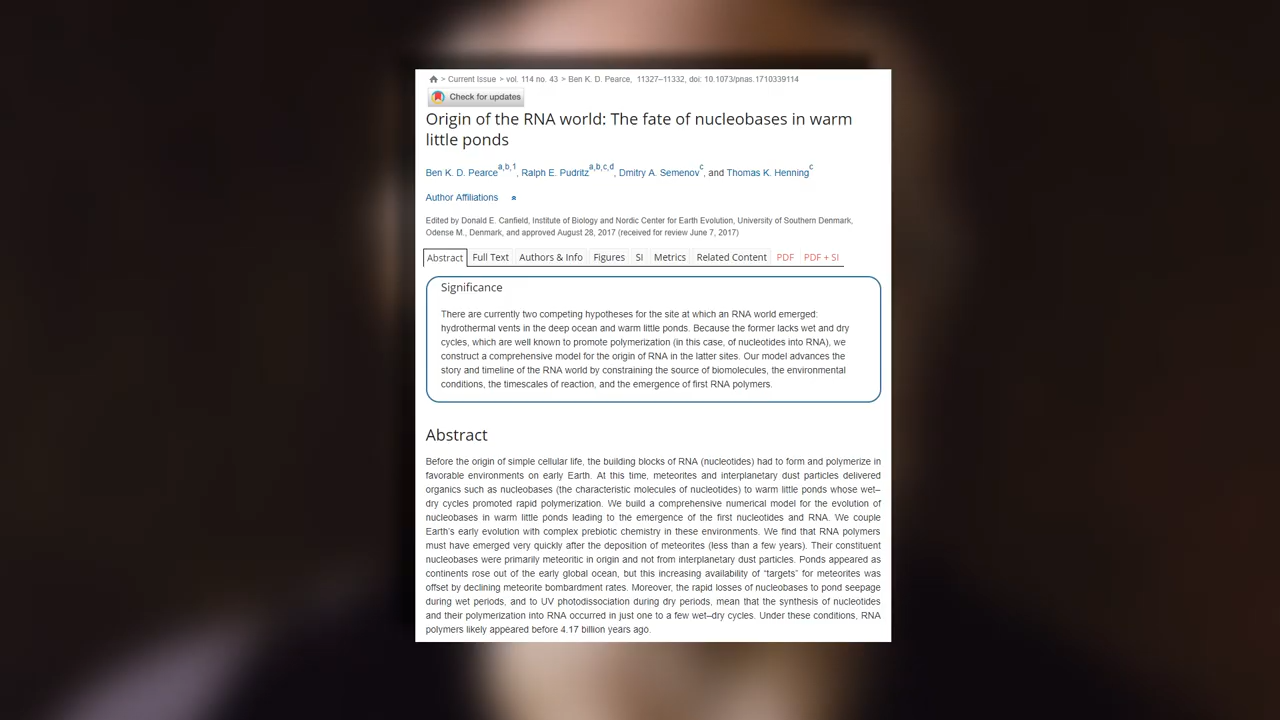 > Current Issue > vol. 114 no. 43 > Ben K. D. Pearce, 11327–11332, doi: 10.1073/pnas.1710339114
Check for updates
Origin of the RNA world: The fate of nucleobases in warm
little ponds
Ben K. D. Pearce^a,b,1, Ralph E. Pudritz^a,b,c,d, Dmitry A. Semenov^c, and Thomas K. Henning^c
Author Affiliations
Edited by Donald E. Canfield, Institute of Biology and Nordic Center for Earth Evolution, University of Southern Denmark,
Odense M., Denmark, and approved August 28, 2017 (received for review June 7, 2017)
Abstract Full Text Authors & Info Figures SI Metrics Related Content PDF PDF + SI
Significance
There are currently two competing hypotheses for the site at which an RNA world emerged:
hydrothermal vents in the deep ocean and warm little ponds. Because the former lacks wet and dry
cycles, which are well known to promote polymerization (in this case, of nucleotides into RNA), we
construct a comprehensive model for the origin of RNA in the latter sites. Our model advances the
story and timeline of the RNA world by constraining the source of biomolecules, the environmental
conditions, the timescales of reaction, and the emergence of first RNA polymers.
Abstract
Before the origin of simple cellular life, the building blocks of RNA (nucleotides) had to form and polymerize in
favorable environments on early Earth. At this time, meteorites and interplanetary dust particles delivered
organics such as nucleobases (the characteristic molecules of nucleotides) to warm little ponds whose wet–
dry cycles promoted rapid polymerization. We build a comprehensive numerical model for the evolution of
nucleobases in warm little ponds leading to the emergence of the first nucleotides and RNA. We couple
Earth's early evolution with complex prebiotic chemistry in these environments. We find that RNA polymers
must have emerged very quickly after the deposition of meteorites (less than a few years). Their constituent
nucleobases were primarily meteoritic in origin and not from interplanetary dust particles. Ponds appeared as
continents rose out of the early global ocean, but this increasing availability of “targets” for meteorites was
offset by declining meteorite bombardment rates. Moreover, the rapid losses of nucleobases to pond seepage
during wet periods, and to UV photodissociation during dry periods, mean that the synthesis of nucleotides
and their polymerization into RNA occurred in just one to a few wet–dry cycles. Under these conditions, RNA
polymers likely appeared before 4.17 billion years ago.